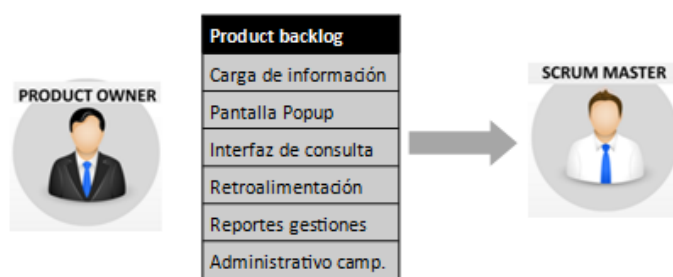 PRODUCT OWNER
Product backlog
Carga de información
Pantalla Popup
Interfaz de consulta
Retroalimentación
Reportes gestiones
Administrativo camp.
SCRUM MASTER